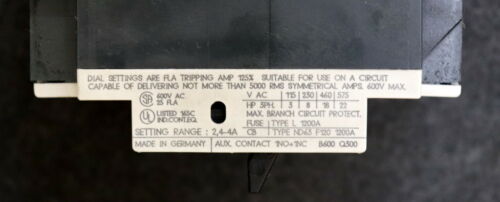 DIAL SETTINGS ARE FLA TRIPPING AMP 125% SUITABLE FOR USE ON A CIRCUIT
CAPABLE OF DELIVERING NOT MORE THAN 5000 RMS SYMMETRICAL AMPS. 600V MAX.
SA 600V AC
25 FLA
V AC 115 230 460 575
HP 3PH. 3 8 18 22
UL LISTED 165C
IND.CONT.EQ.
MAX. BRANCH CIRCUIT PROTECT.
FUSE : TYPE L 1200A
SETTING RANGE : 2,4-4A
CB TYPE ND63 F120 1200A
MADE IN GERMANY AUX. CONTACT 1NO+1NC B600 Q300